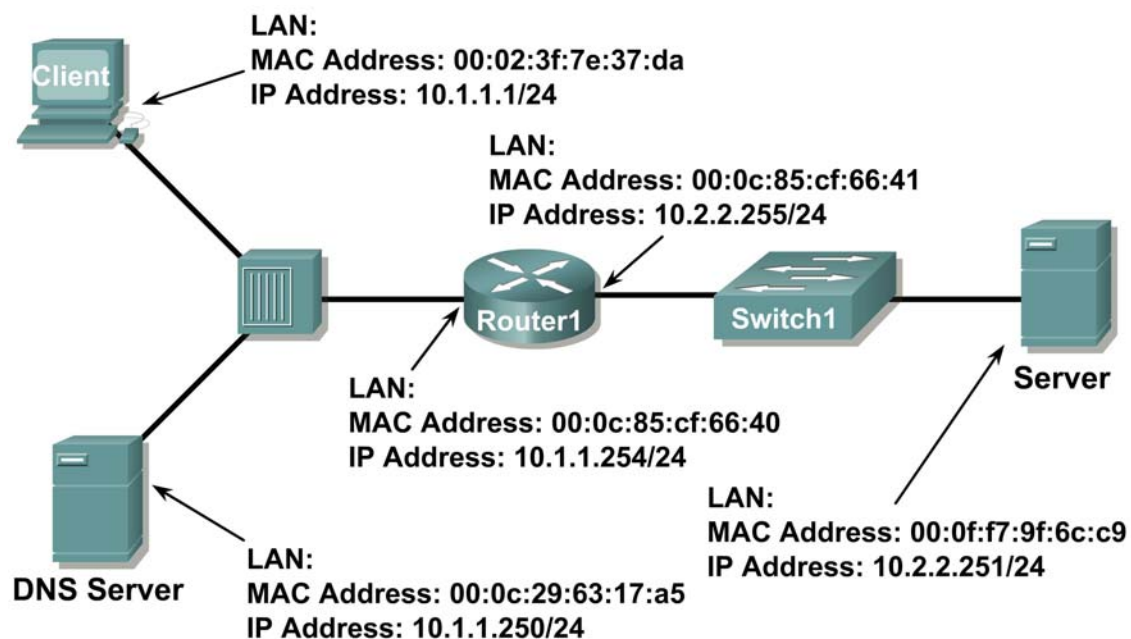 LAN:
MAC Address: 00:02:3f:7e:37:da
IP Address: 10.1.1.1/24
Client
LAN:
MAC Address: 00:0c:85:cf:66:41
IP Address: 10.2.2.255/24
Router1
Switch1
Server
LAN:
MAC Address: 00:0c:85:cf:66:40
IP Address: 10.1.1.254/24
LAN:
MAC Address: 00:0f:f7:9f:6c:c9
IP Address: 10.2.2.251/24
DNS Server
LAN:
MAC Address: 00:0c:29:63:17:a5
IP Address: 10.1.1.250/24